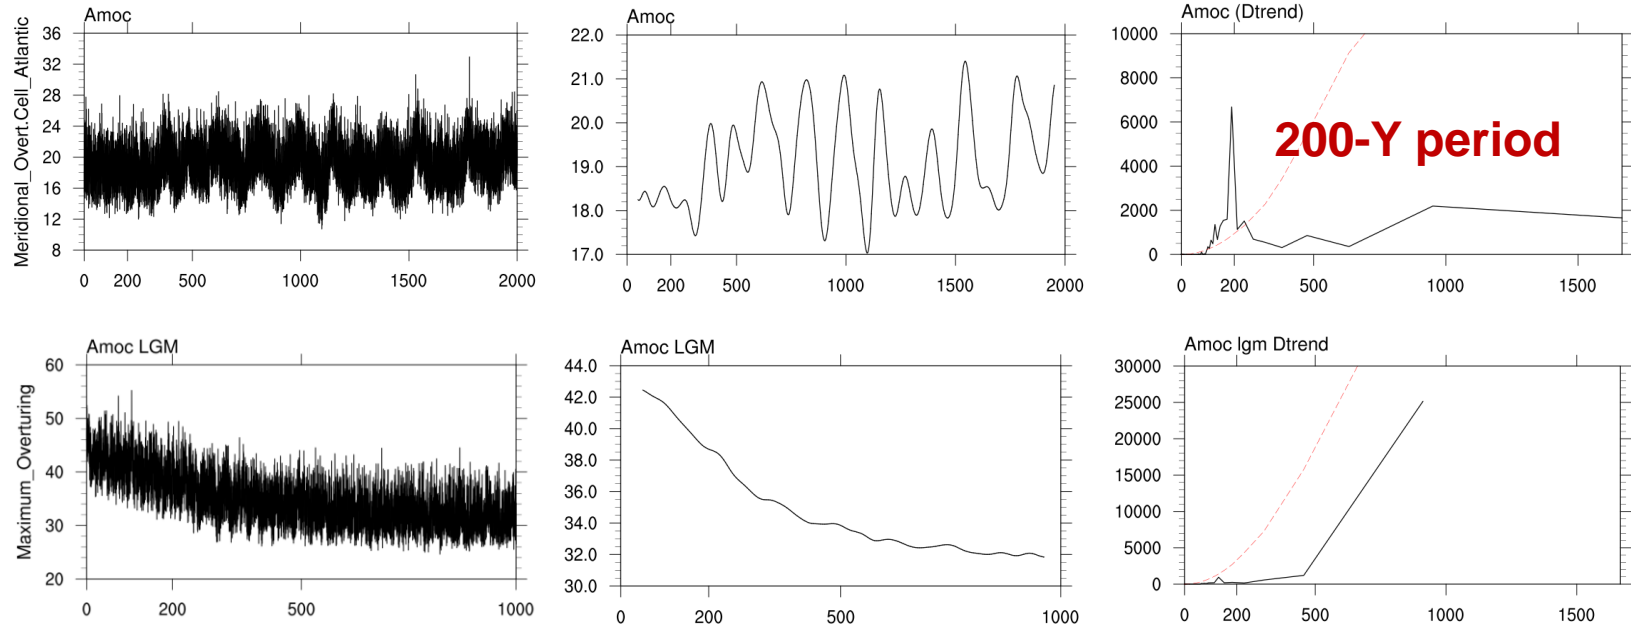 Amoc
Meridional_Overt.Cell_Atlantic
36
32
28
24
20
16
12
8
0 200 500 1000 1500 2000
Amoc
22.0
21.0
20.0
19.0
18.0
17.0
0 200 500 1000 1500 2000
Amoc (Dtrend)
10000
8000
6000
4000
2000
0
200-Y period
0 200 500 1000 1500
Amoc LGM
Maximum_Overturing
60
50
40
30
20
0 200 500 1000
Amoc LGM
44.0
42.0
40.0
38.0
36.0
34.0
32.0
30.0
0 200 500 1000
Amoc lgm Dtrend
30000
25000
20000
15000
10000
5000
0
0 200 500 1000 1500